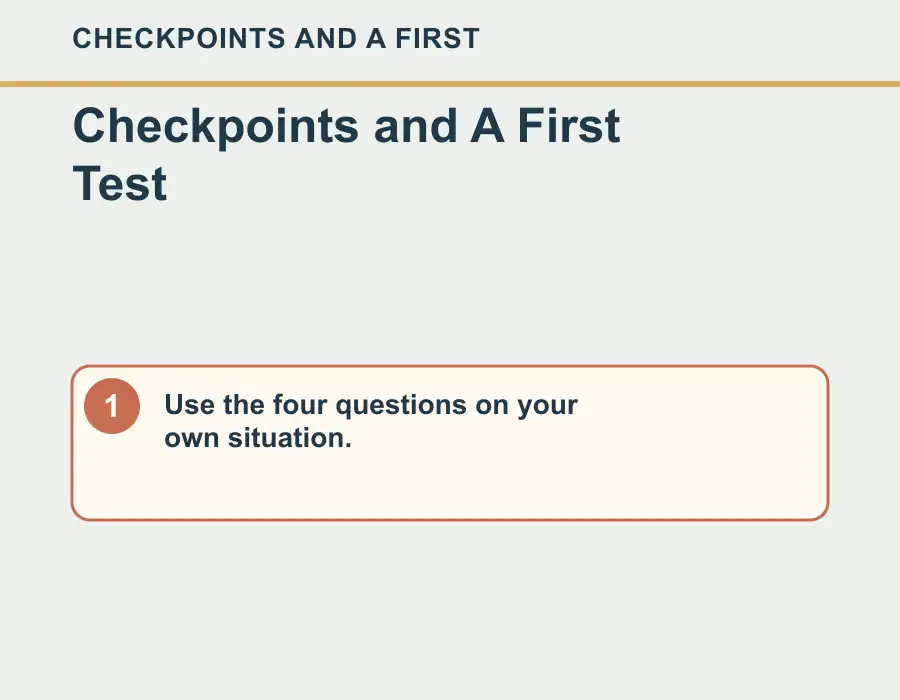 CHECKPOINTS AND A FIRST
Checkpoints and A First
Test
1
Use the four questions on your
own situation.